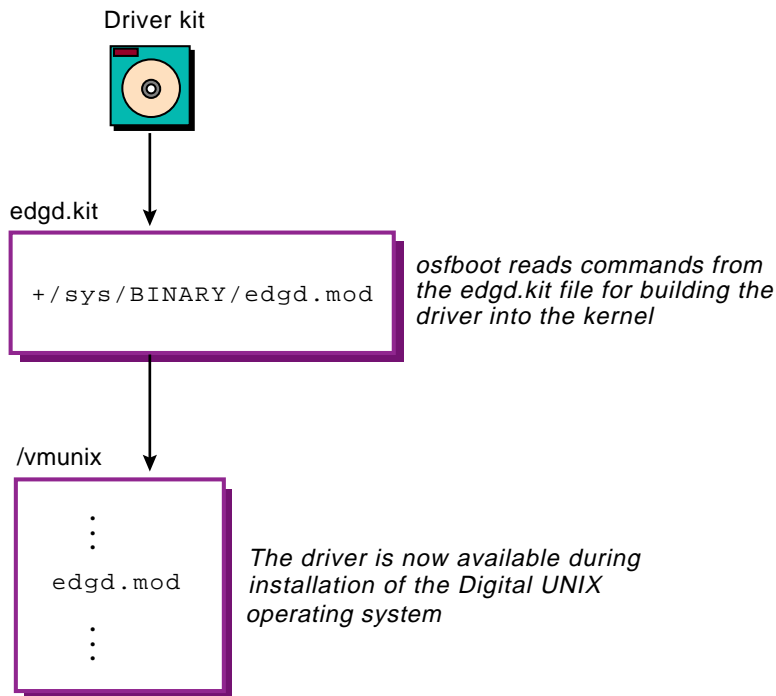 Driver kit
edgd.kit
+/sys/BINARY/edgd.mod
osfboot reads commands from
the edgd.kit file for building the
driver into the kernel
/vmunix
edgd.mod
The driver is now available during
installation of the Digital UNIX
operating system